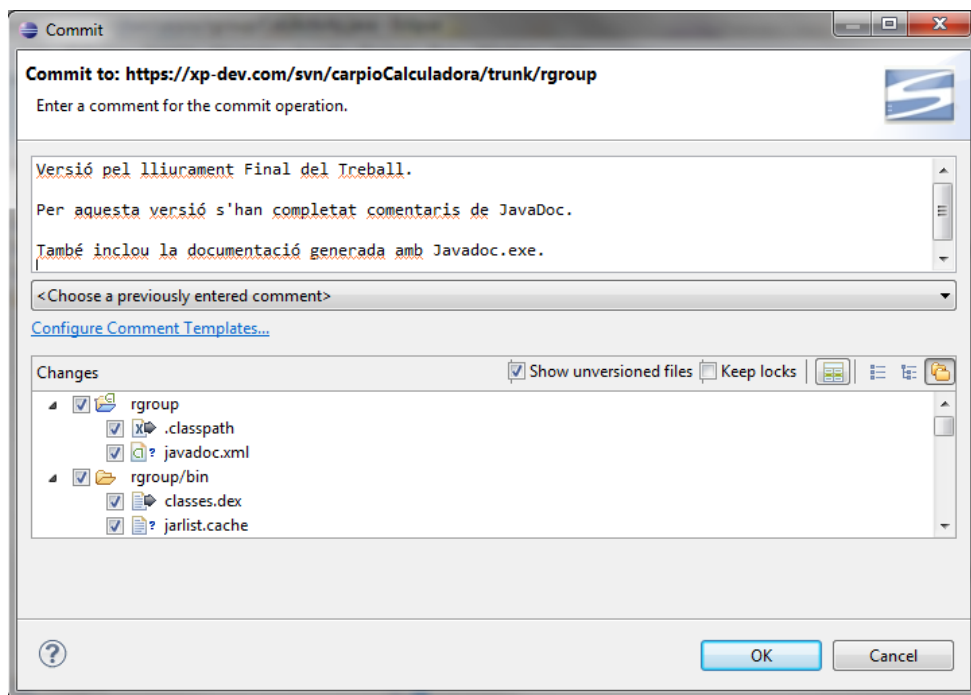 Commit
Commit to: https://xp-dev.com/svn/carpioCalculadora/trunk/rgroup
Enter a comment for the commit operation.
Versió pel lliurament Final del Treball.
Per aquesta versió s'han completat comentaris de JavaDoc.
També inclou la documentació generada amb Javadoc.exe.
<Choose a previously entered comment>
Configure Comment Templates...
Changes Show unversioned files Keep locks
rgroup
.classpath
javadoc.xml
rgroup/bin
classes.dex
jarlist.cache
OK Cancel